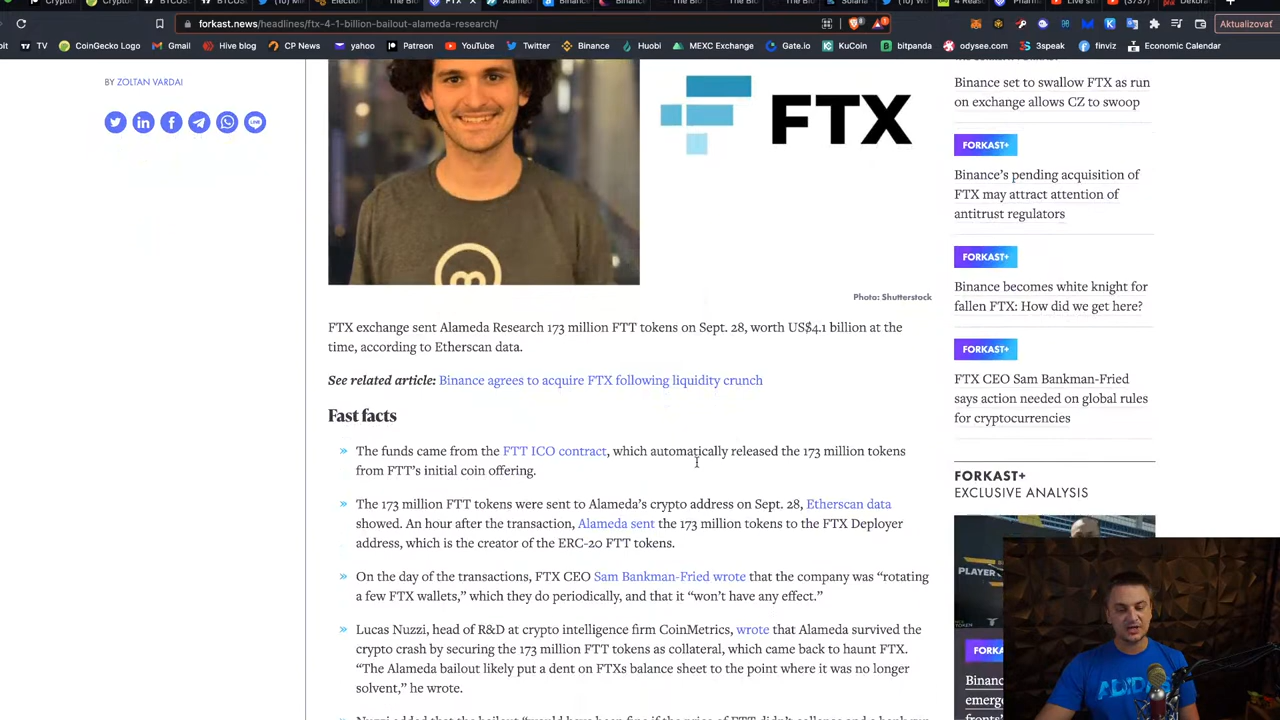 forkast.news/headlines/ftx-4-1-billion-bailout-alameda-research/
Aktualizovať
TV
CoinGecko Logo
Gmail
Hive blog
CP News
yahoo
Patreon
YouTube
Twitter
Binance
Huobi
MEXC Exchange
Gate.io
KuCoin
bitpanda
odysee.com
3speak
finviz
Economic Calendar
BY ZOLTAN VARDAI
FTX
Photo: Shutterstock
FTX exchange sent Alameda Research 173 million FTT tokens on Sept. 28, worth US$4.1 billion at the
time, according to Etherscan data.
See related article: Binance agrees to acquire FTX following liquidity crunch
Fast facts
» The funds came from the FTT ICO contract, which automatically released the 173 million tokens
from FTT’s initial coin offering.
» The 173 million FTT tokens were sent to Alameda’s crypto address on Sept. 28, Etherscan data
showed. An hour after the transaction, Alameda sent the 173 million tokens to the FTX Deployer
address, which is the creator of the ERC-20 FTT tokens.
» On the day of the transactions, FTX CEO Sam Bankman-Fried wrote that the company was “rotating
a few FTX wallets,” which they do periodically, and that it “won’t have any effect.”
» Lucas Nuzzi, head of R&D at crypto intelligence firm CoinMetrics, wrote that Alameda survived the
crypto crash by securing the 173 million FTT tokens as collateral, which came back to haunt FTX.
“The Alameda bailout likely put a dent on FTXs balance sheet to the point where it was no longer
solvent,” he wrote.
Binance set to swallow FTX as run
on exchange allows CZ to swoop
FORKAST+
Binance’s pending acquisition of
FTX may attract attention of
antitrust regulators
FORKAST+
Binance becomes white knight for
fallen FTX: How did we get here?
FORKAST+
FTX CEO Sam Bankman-Fried
says action needed on global rules
for cryptocurrencies
FORKAST+
EXCLUSIVE ANALYSIS
PLAYER
FORKA
Binan
emerge